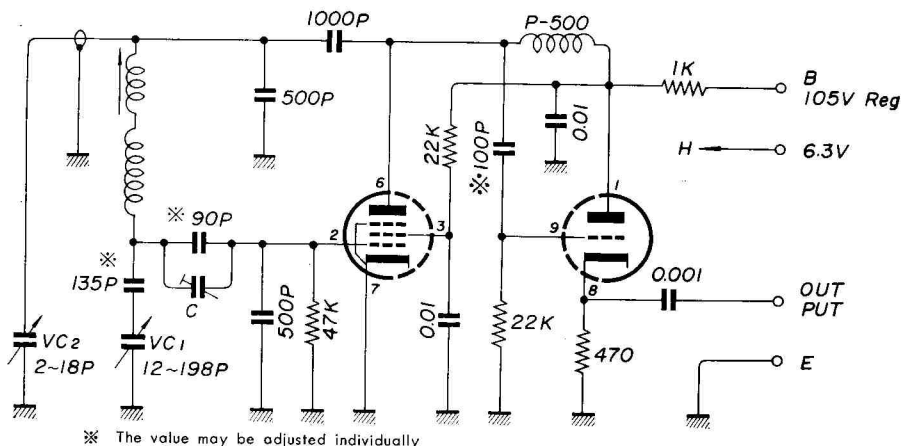 1000P
P-500
500P
1K
B
105V Reg
0.01
22K
※100P
H
6.3V
6
1
※
90P
2
3
9
7
8
※
135P
C
0.001
OUT
PUT
500P
47K
0.01
22K
470
VC2
2~18P
VC1
12~198P
E
※ The value may be adjusted individually